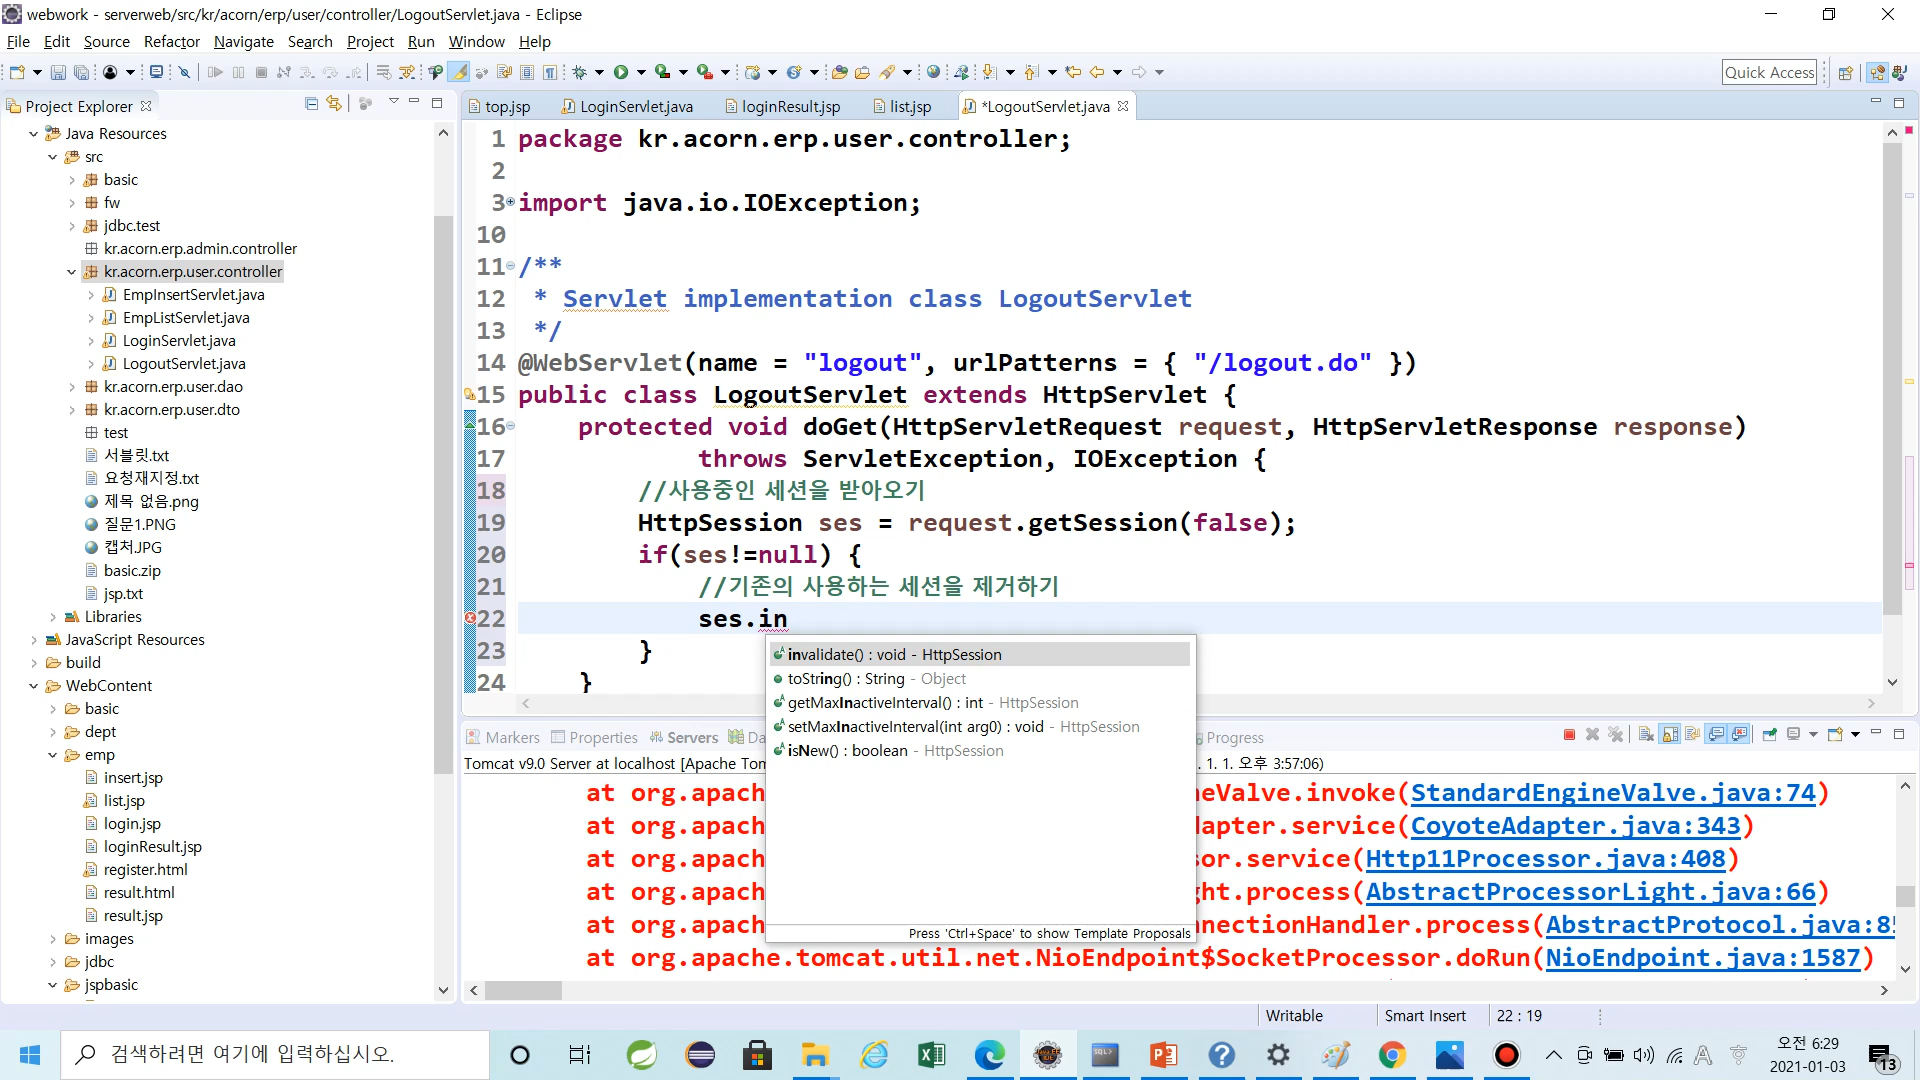 webwork - serverweb/src/kr/acorn/erp/user/controller/LogoutServlet.java - Eclipse
File Edit Source Refactor Navigate Search Project Run Window Help
Quick Access
Project Explorer
Java Resources
src
basic
fw
jdbc.test
kr.acorn.erp.admin.controller
kr.acorn.erp.user.controller
EmpInsertServlet.java
EmpListServlet.java
LoginServlet.java
LogoutServlet.java
kr.acorn.erp.user.dao
kr.acorn.erp.user.dto
test
서블릿.txt
요청재지정.txt
제목 없음.png
질문1.PNG
캡처.JPG
basic.zip
jsp.txt
Libraries
JavaScript Resources
build
WebContent
basic
dept
emp
insert.jsp
list.jsp
login.jsp
loginResult.jsp
register.html
result.html
result.jsp
images
jdbc
jspbasic
top.jsp LoginServlet.java loginResult.jsp list.jsp *LogoutServlet.java
1 package kr.acorn.erp.user.controller;
2
3 import java.io.IOException;
10
11 /**
12 * Servlet implementation class LogoutServlet
13 */
14 @WebServlet(name = "logout", urlPatterns = { "/logout.do" })
15 public class LogoutServlet extends HttpServlet {
16 protected void doGet(HttpServletRequest request, HttpServletResponse response)
17 throws ServletException, IOException {
18 //사용중인 세션을 받아오기
19 HttpSession ses = request.getSession(false);
20 if(ses!=null) {
21 //기존의 사용하는 세션을 제거하기
22 ses.in
23 }
24 }
invalidate() : void - HttpSession
toString() : String - Object
getMaxInactiveInterval() : int - HttpSession
setMaxInactiveInterval(int arg0) : void - HttpSession
isNew() : boolean - HttpSession
Press 'Ctrl+Space' to show Template Proposals
Markers Properties Servers Da Progress
Tomcat v9.0 Server at localhost [Apache Tom . 1. 1. 오후 3:57:06)
at org.apache eValve.invoke(StandardEngineValve.java:74)
at org.apache dapter.service(CoyoteAdapter.java:343)
at org.apache sor.service(Http11Processor.java:408)
at org.apache ght.process(AbstractProcessorLight.java:66)
at org.apache nnectionHandler.process(AbstractProtocol.java:8
at org.apache.tomcat.util.net.NioEndpoint$SocketProcessor.doRun(NioEndpoint.java:1587)
Writable Smart Insert 22 : 19
검색하려면 여기에 입력하십시오.
오전 6:29
2021-01-03
13